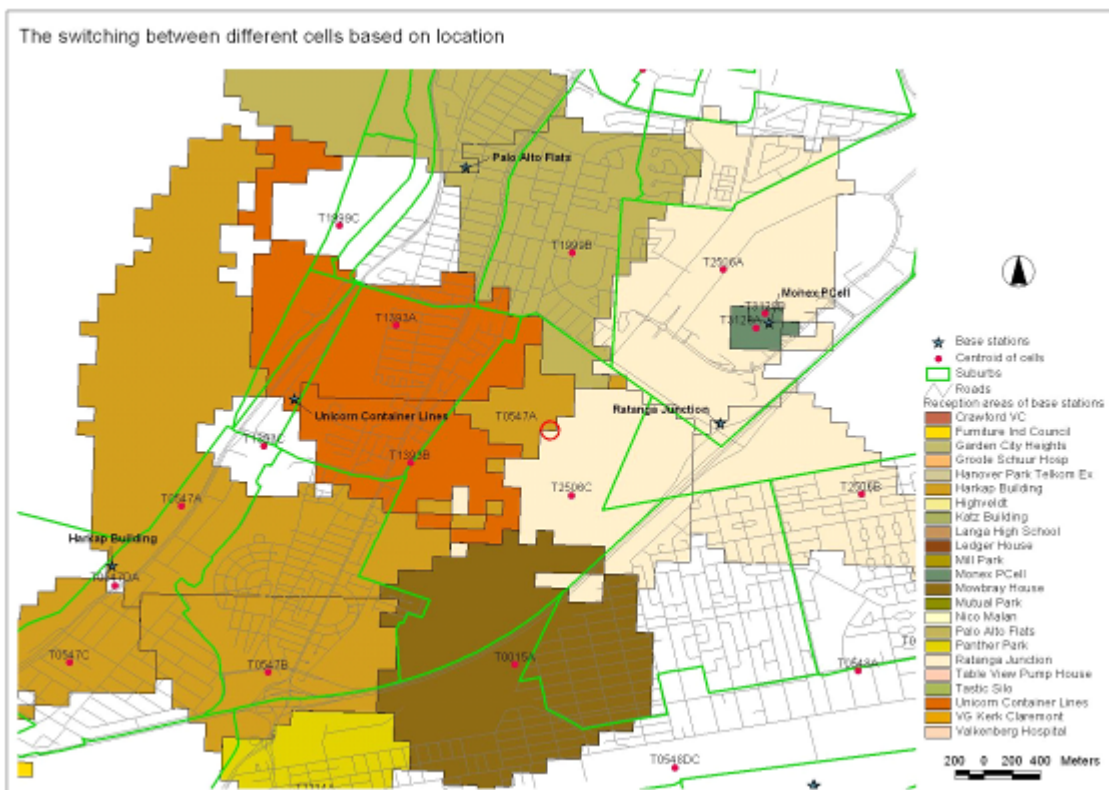 The switching between different cells based on location
Palo Alto Flats
T1999C
T1999B
T2506A
Monex PCell
T1393A
T0547A
Ratanga Junction
Unicorn Container Lines
T1393C
T1393B
T2506C
T2506B
T0547A
Harkap Building
T0547C
T0547B
T0015A
T0548A
T0548DC
Base stations
Centroid of cells
Suburbs
Roads
Reception areas of base stations
Crawford VC
Furniture Ind Council
Garden City Heights
Groote Schuur Hosp
Hanover Park Telkom Ex
Harkap Building
Highveldt
Katz Building
Langa High School
Ledger House
Mill Park
Monex PCell
Mowbray House
Mutual Park
Nico Malan
Palo Alto Flats
Panther Park
Ratanga Junction
Table View Pump House
Tastic Silo
Unicorn Container Lines
VG Kerk Claremont
Valkenberg Hospital
200 0 200 400 Meters